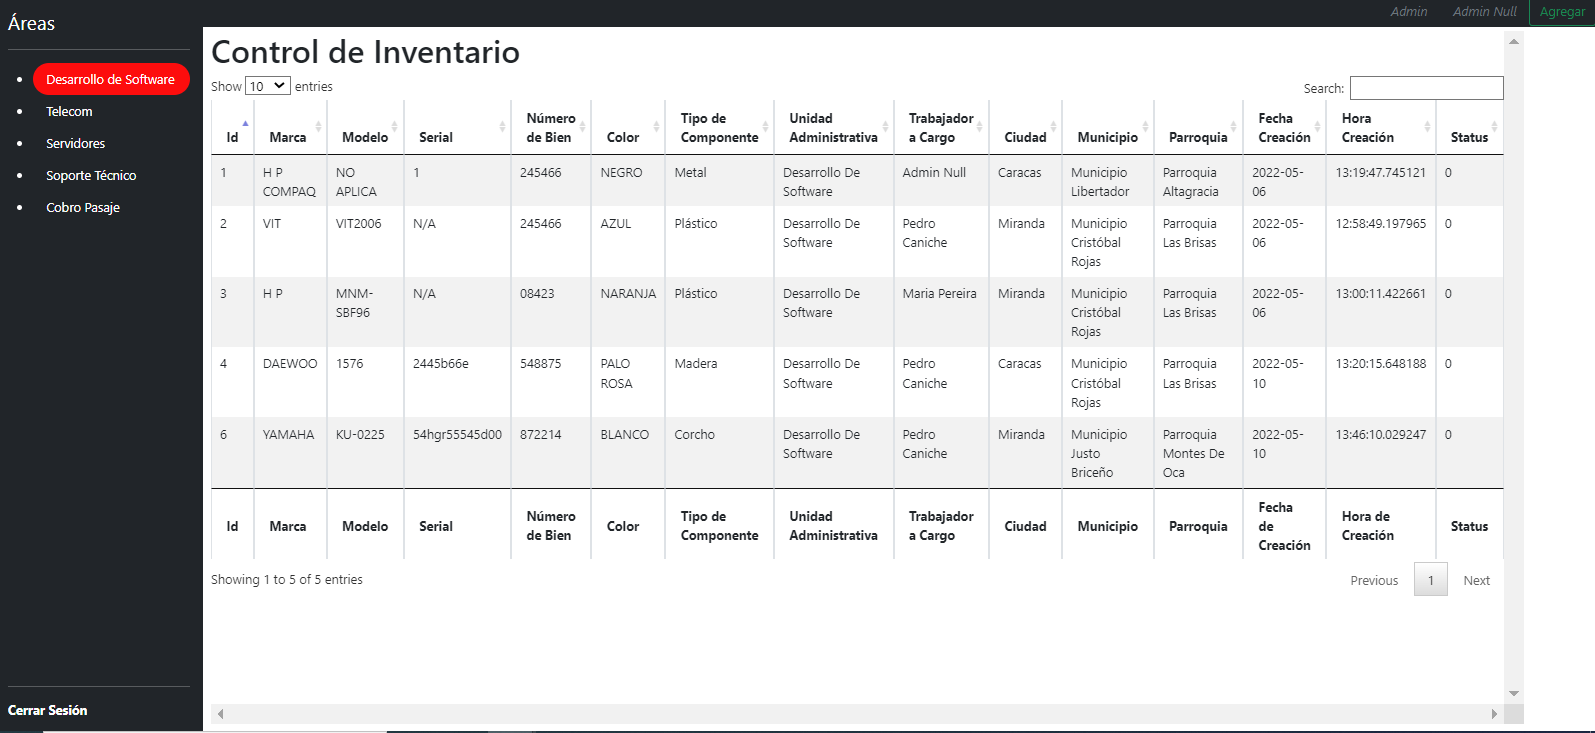 Áreas
Admin Admin Null Agregar
Desarrollo de Software
Telecom
Servidores
Soporte Técnico
Cobro Pasaje
Cerrar Sesión
Control de Inventario
Show 10 entries
Search:
Id Marca Modelo Serial Número de Bien Color Tipo de Componente Unidad Administrativa Trabajador a Cargo Ciudad Municipio Parroquia Fecha Creación Hora Creación Status
1 H P COMPAQ NO APLICA 1 245466 NEGRO Metal Desarrollo De Software Admin Null Caracas Municipio Libertador Parroquia Altagracia 2022-05-06 13:19:47.745121 0
2 VIT VIT2006 N/A 245466 AZUL Plástico Desarrollo De Software Pedro Caniche Miranda Municipio Cristóbal Rojas Parroquia Las Brisas 2022-05-06 12:58:49.197965 0
3 H P MNM-SBF96 N/A 08423 NARANJA Plástico Desarrollo De Software Maria Pereira Miranda Municipio Cristóbal Rojas Parroquia Las Brisas 2022-05-06 13:00:11.422661 0
4 DAEWOO 1576 2445b66e 548875 PALO ROSA Madera Desarrollo De Software Pedro Caniche Caracas Municipio Cristóbal Rojas Parroquia Las Brisas 2022-05-10 13:20:15.648188 0
6 YAMAHA KU-0225 54hgr55545d00 872214 BLANCO Corcho Desarrollo De Software Pedro Caniche Miranda Municipio Justo Briceño Parroquia Montes De Oca 2022-05-10 13:46:10.029247 0
Id Marca Modelo Serial Número de Bien Color Tipo de Componente Unidad Administrativa Trabajador a Cargo Ciudad Municipio Parroquia Fecha de Creación Hora de Creación Status
Showing 1 to 5 of 5 entries
Previous 1 Next